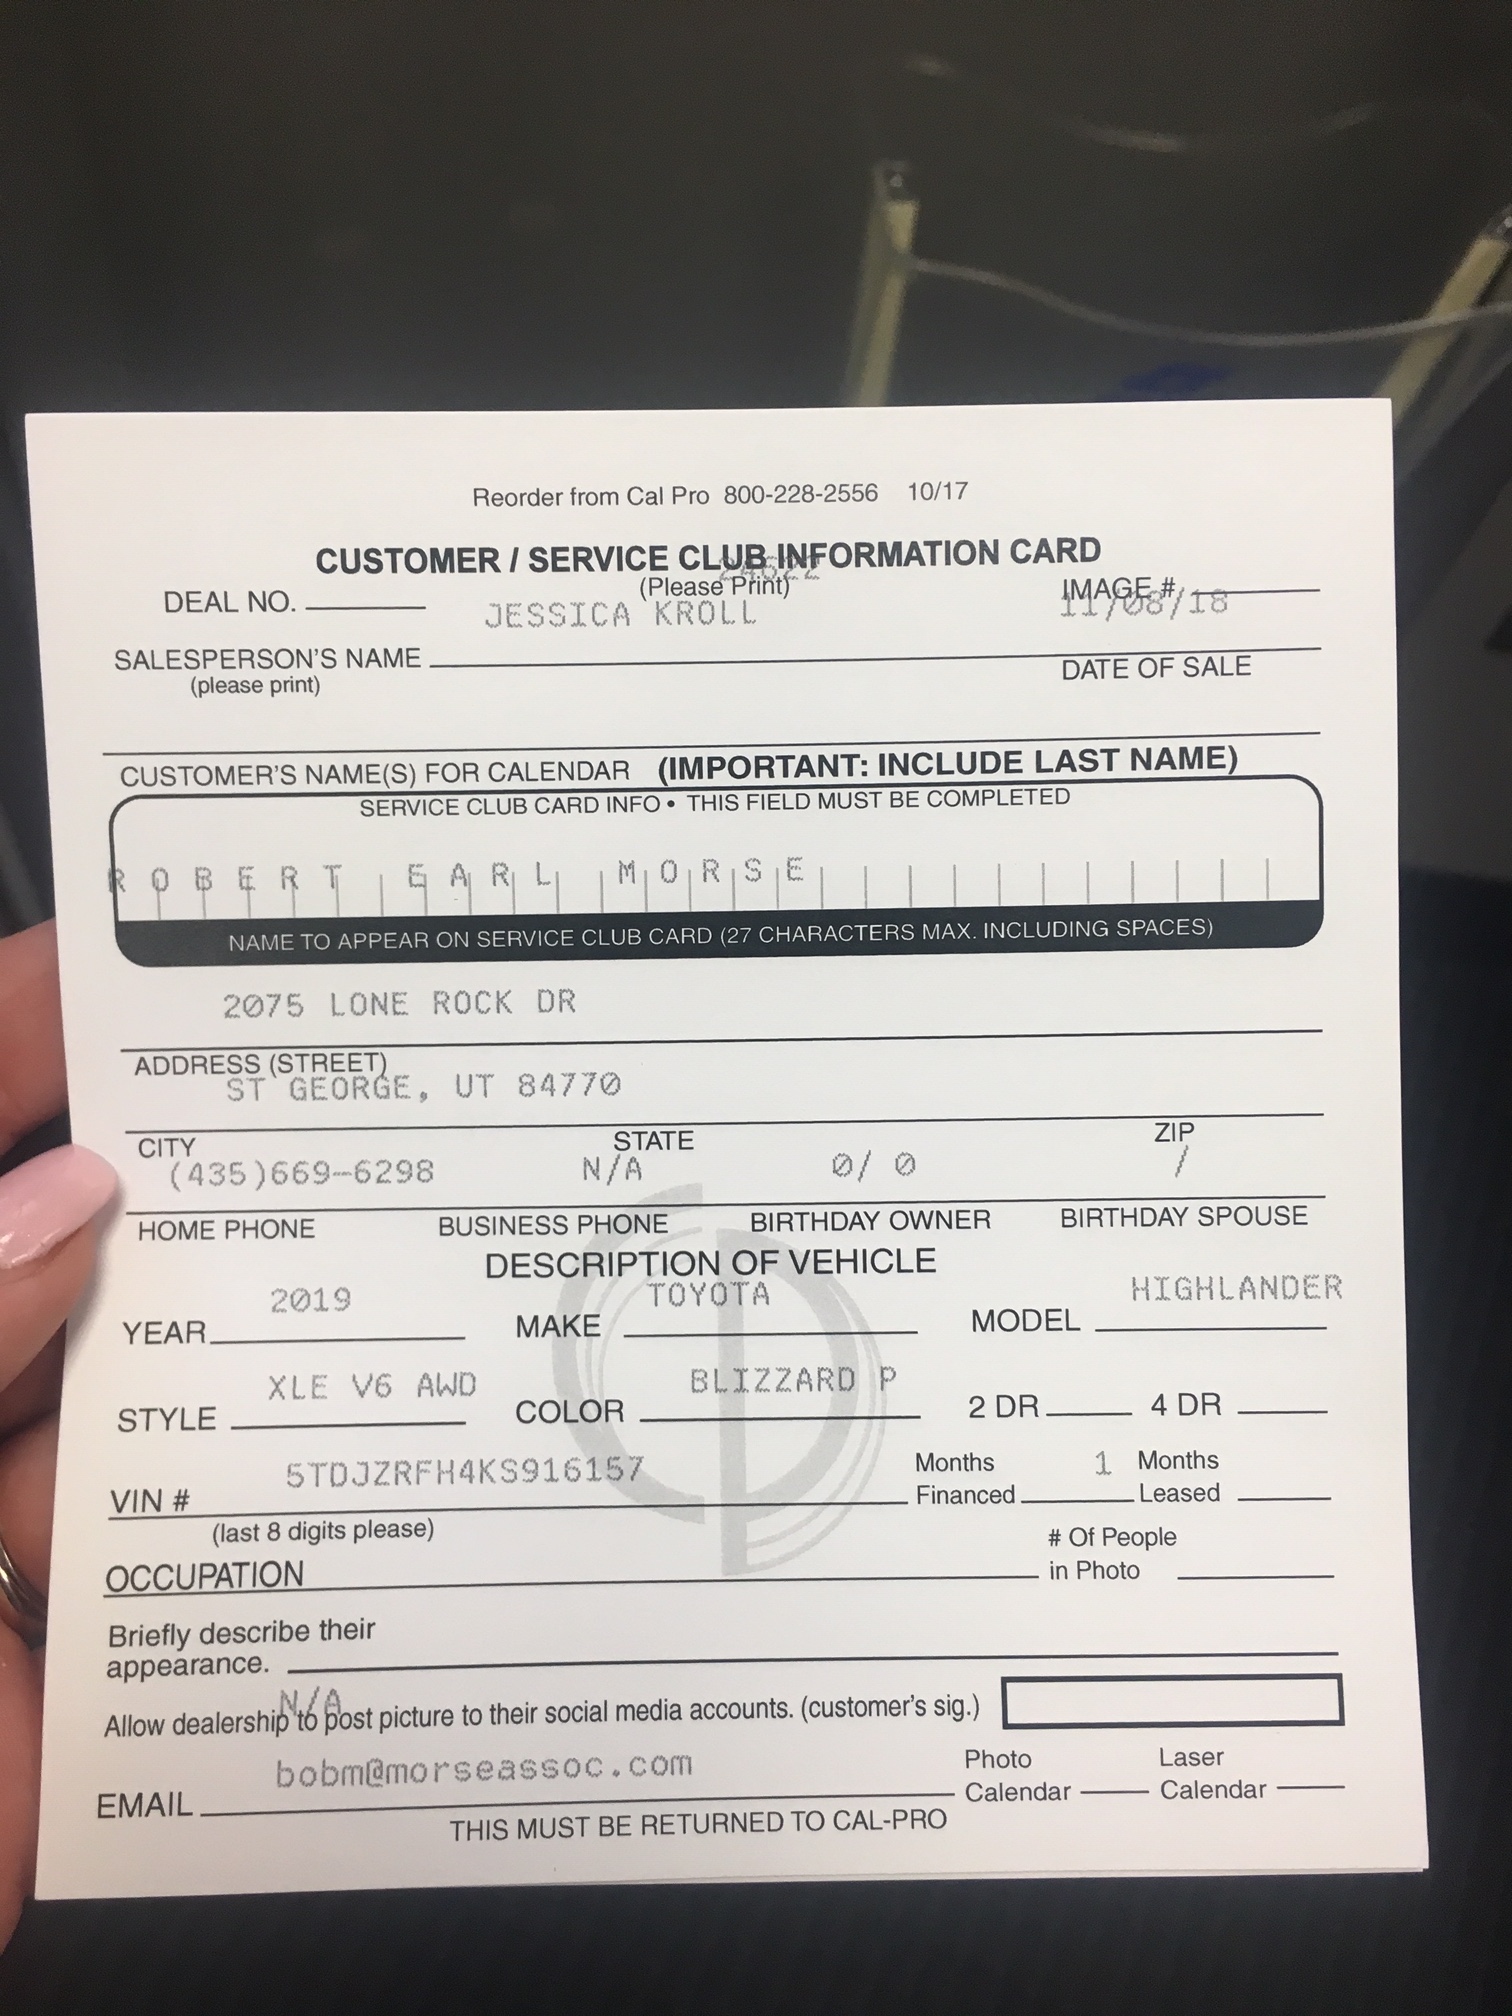 Reorder from Cal Pro 800-228-2556 10/17
CUSTOMER / SERVICE CLUB INFORMATION CARD
24622
(Please Print)
DEAL NO. IMAGE #
JESSICA KROLL 11/08/18
SALESPERSON'S NAME DATE OF SALE
(please print)
CUSTOMER'S NAME(S) FOR CALENDAR (IMPORTANT: INCLUDE LAST NAME)
SERVICE CLUB CARD INFO • THIS FIELD MUST BE COMPLETED
ROBERT EARL MORSE
NAME TO APPEAR ON SERVICE CLUB CARD (27 CHARACTERS MAX. INCLUDING SPACES)
2075 LONE ROCK DR
ADDRESS (STREET)
ST GEORGE, UT 84770
CITY STATE ZIP
(435)669-6298 N/A 0/ 0 /
HOME PHONE BUSINESS PHONE BIRTHDAY OWNER BIRTHDAY SPOUSE
DESCRIPTION OF VEHICLE
2019 TOYOTA HIGHLANDER
YEAR MAKE MODEL
XLE V6 AWD BLIZZARD P
STYLE COLOR 2 DR 4 DR
5TDJZRFH4KS916157 Months 1 Months
VIN # Financed Leased
(last 8 digits please) # Of People
OCCUPATION in Photo
Briefly describe their
appearance.
N/A
Allow dealership to post picture to their social media accounts. (customer's sig.)
bobm@morseassoc.com Photo Laser
EMAIL Calendar Calendar
THIS MUST BE RETURNED TO CAL-PRO